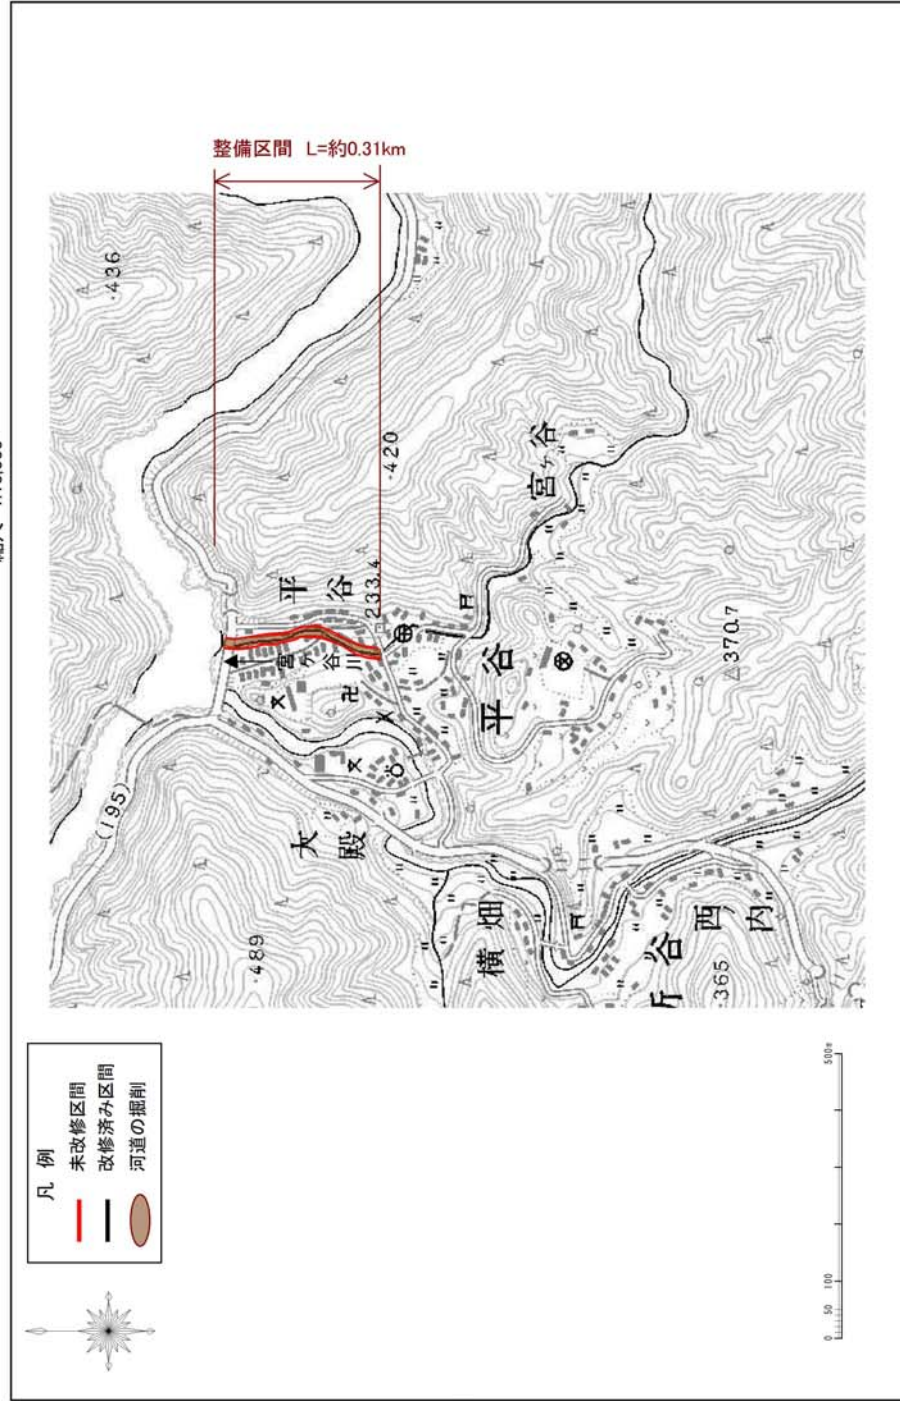 整備区間　L=約0.31km
・436
・420
宮ヶ谷
平谷
233.4
宮ヶ谷川
平谷
370.7
(195)
大殿
・489
横畑
谷
西内
・365
凡 例
未改修区間
改修済み区間
河道の掘削
0
50
100
500m